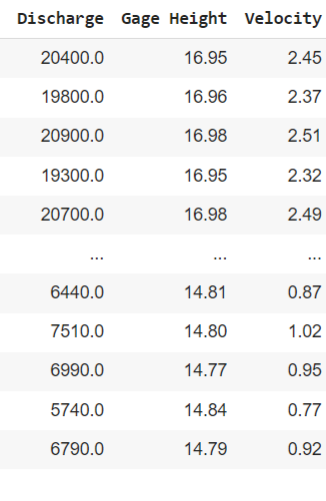 Discharge Gage Height Velocity
20400.0 16.95 2.45
19800.0 16.96 2.37
20900.0 16.98 2.51
19300.0 16.95 2.32
20700.0 16.98 2.49
... ... ...
6440.0 14.81 0.87
7510.0 14.80 1.02
6990.0 14.77 0.95
5740.0 14.84 0.77
6790.0 14.79 0.92